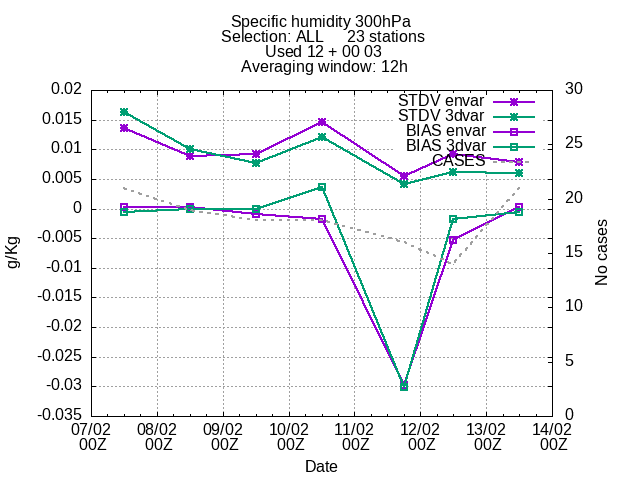 Specific humidity 300hPa
Selection: ALL 23 stations
Used 12 + 00 03
Averaging window: 12h
STDV envar
STDV 3dvar
BIAS envar
BIAS 3dvar
CASES
0.02
0.015
0.01
0.005
0
-0.005
-0.01
-0.015
-0.02
-0.025
-0.03
-0.035
g/Kg
30
25
20
15
10
5
0
No cases
07/02 08/02 09/02 10/02 11/02 12/02 13/02 14/02
00Z 00Z 00Z 00Z 00Z 00Z 00Z 00Z
Date